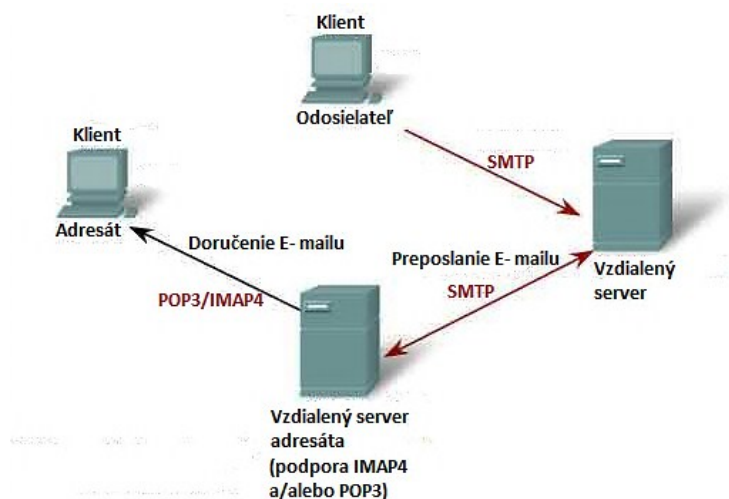 Klient
Odosielateľ
SMTP
Klient
Adresát
Doručenie E- mailu
POP3/IMAP4
Preposlanie E- mailu
SMTP
Vzdialený
server
Vzdialený server
adresáta
(podpora IMAP4
a/alebo POP3)